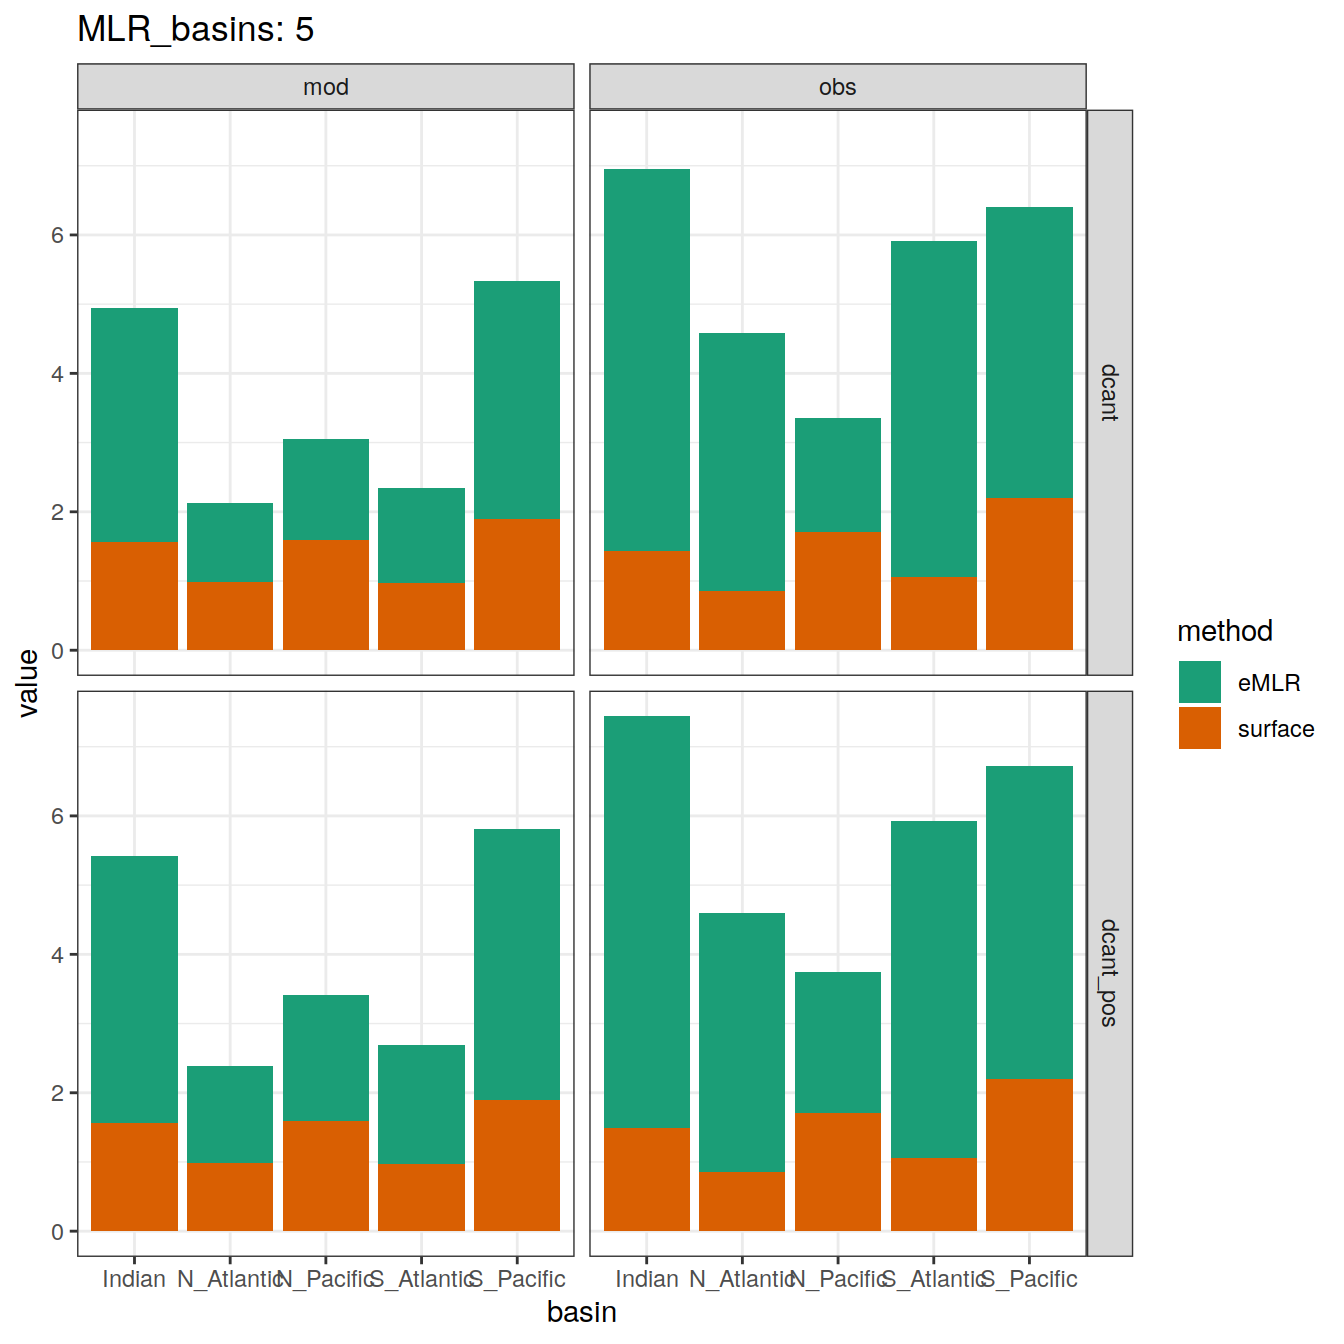 MLR_basins: 5
mod
obs
6
4
2
0
dcant
value
6
4
2
0
dcant_pos
method
eMLR
surface
Indian N_Atlantic N_Pacific S_Atlantic S_Pacific
Indian N_Atlantic N_Pacific S_Atlantic S_Pacific
basin